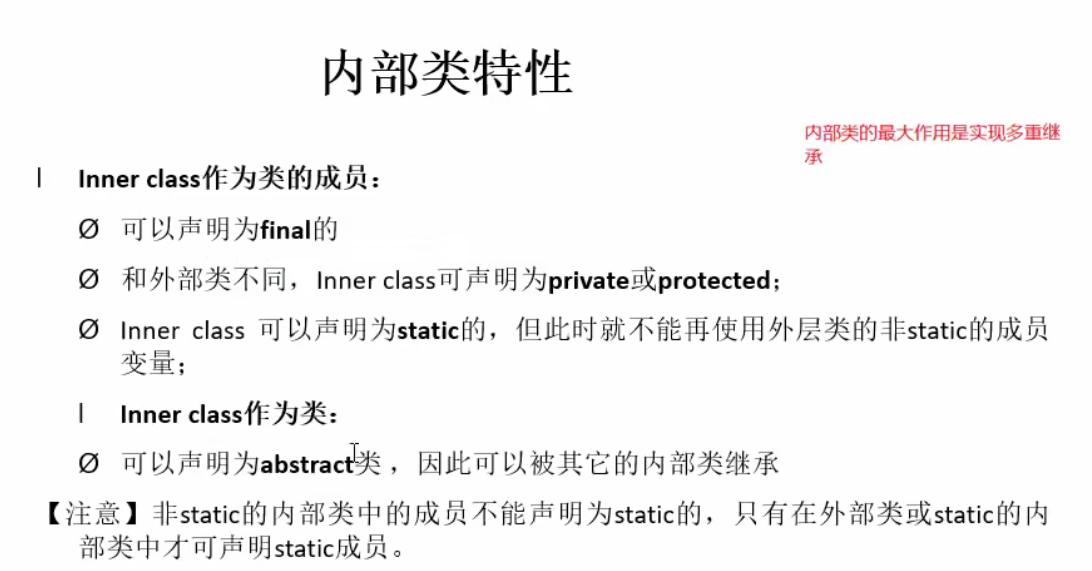 内部类特性
内部类的最大作用是实现多重继
承
l Inner class作为类的成员：
Ø 可以声明为final的
Ø 和外部类不同，Inner class可声明为private或protected；
Ø Inner class 可以声明为static的，但此时就不能再使用外层类的非static的成员
变量；
l Inner class作为类：
Ø 可以声明为abstract类 ，因此可以被其它的内部类继承
【注意】非static的内部类中的成员不能声明为static的，只有在外部类或static的内
部类中才可声明static成员。